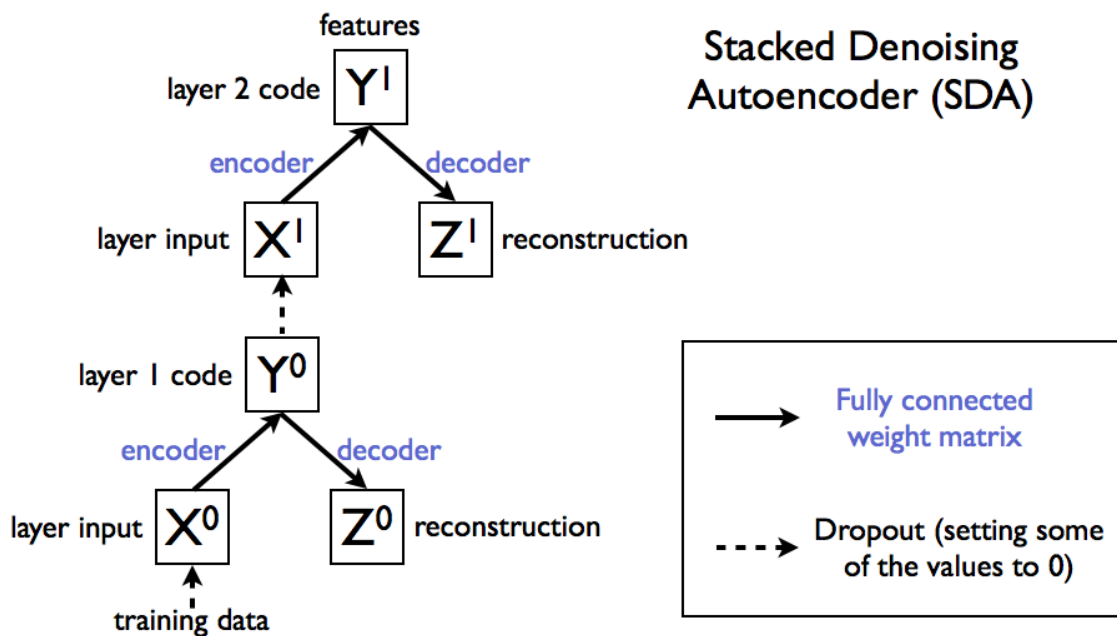 features
Stacked Denoising
Autoencoder (SDA)
layer 2 code
Y¹
encoder
decoder
layer input
X¹
Z¹
reconstruction
layer 1 code
Y⁰
encoder
decoder
layer input
X⁰
Z⁰
reconstruction
training data
Fully connected
weight matrix
Dropout (setting some
of the values to 0)